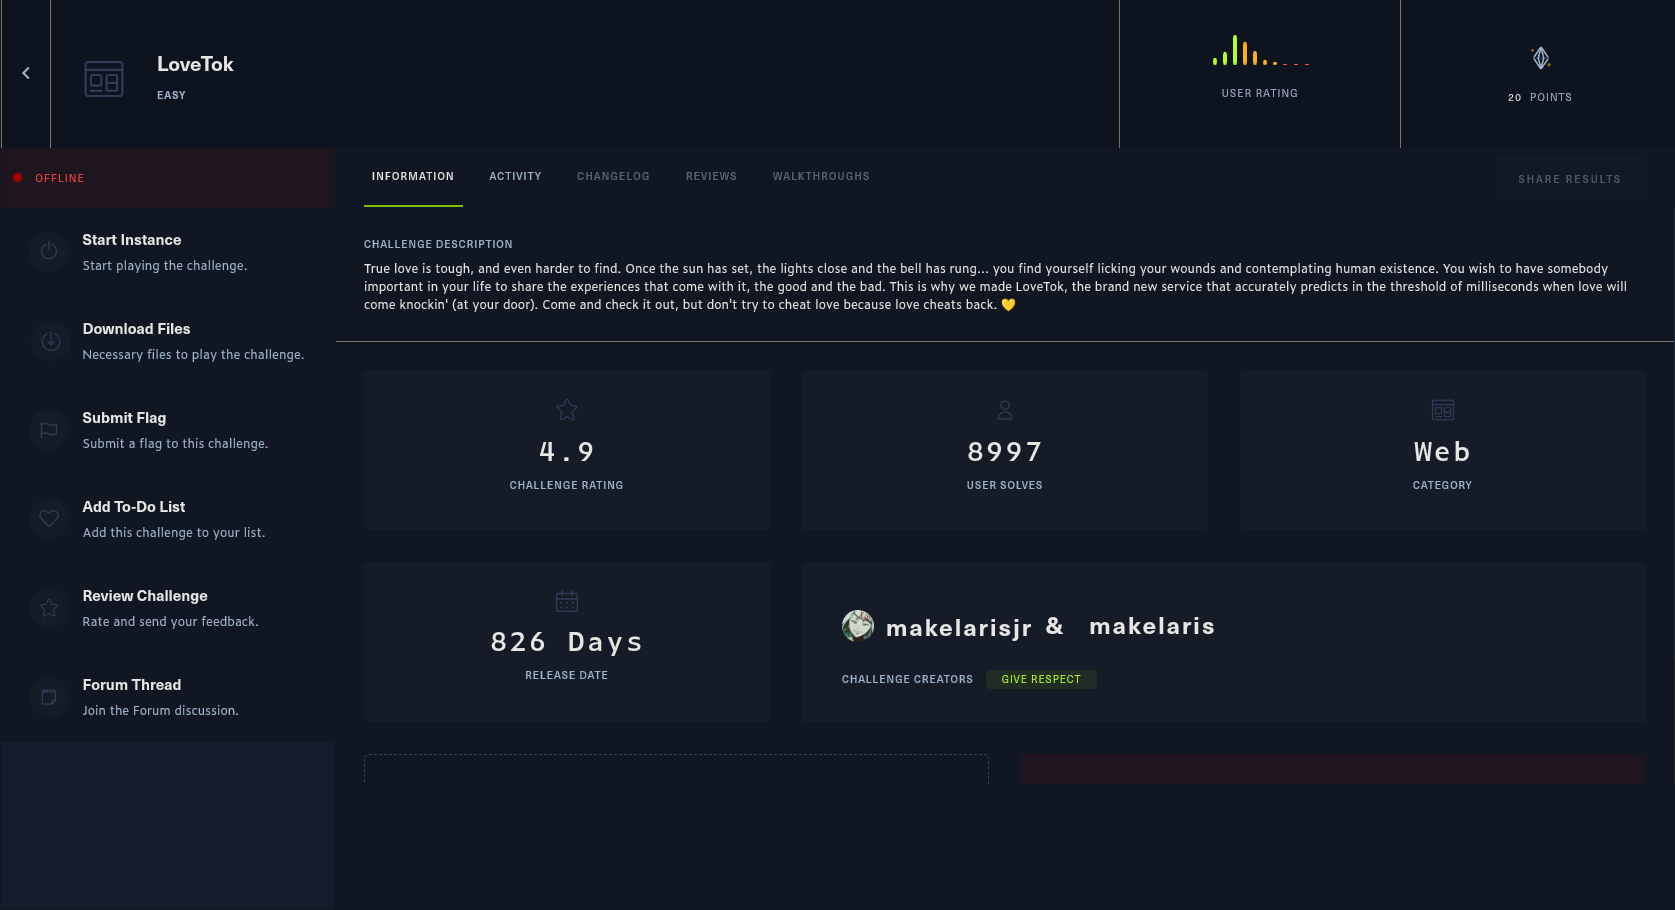 LoveTok
EASY
USER RATING
20 POINTS
OFFLINE
INFORMATION ACTIVITY CHANGELOG REVIEWS WALKTHROUGHS
SHARE RESULTS
Start Instance
Start playing the challenge.
Download Files
Necessary files to play the challenge.
Submit Flag
Submit a flag to this challenge.
Add To-Do List
Add this challenge to your list.
Review Challenge
Rate and send your feedback.
Forum Thread
Join the Forum discussion.
CHALLENGE DESCRIPTION
True love is tough, and even harder to find. Once the sun has set, the lights close and the bell has rung... you find yourself licking your wounds and contemplating human existence. You wish to have somebody
important in your life to share the experiences that come with it, the good and the bad. This is why we made LoveTok, the brand new service that accurately predicts in the threshold of milliseconds when love will
come knockin' (at your door). Come and check it out, but don't try to cheat love because love cheats back. 💛
4.9
CHALLENGE RATING
8997
USER SOLVES
Web
CATEGORY
826 Days
RELEASE DATE
makelarisjr & makelaris
CHALLENGE CREATORS GIVE RESPECT